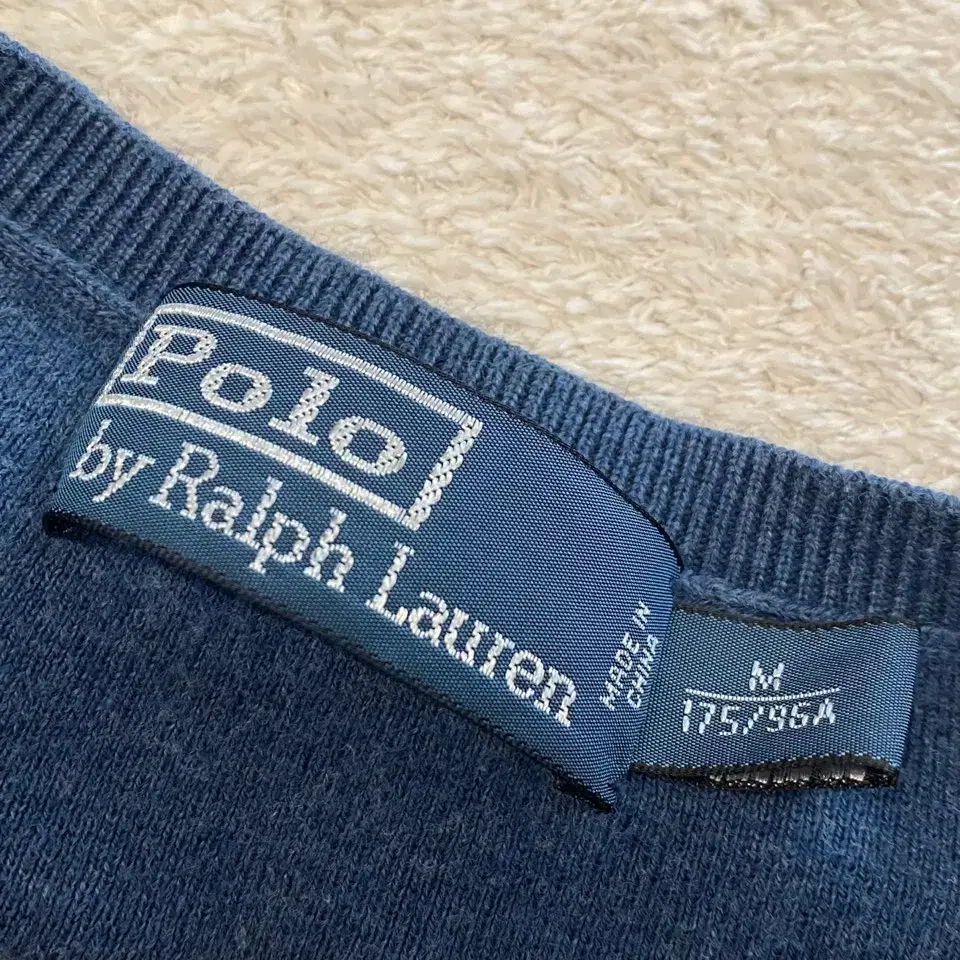 Polo
by Ralph Lauren
MADE IN
CHINA
M
175/96A